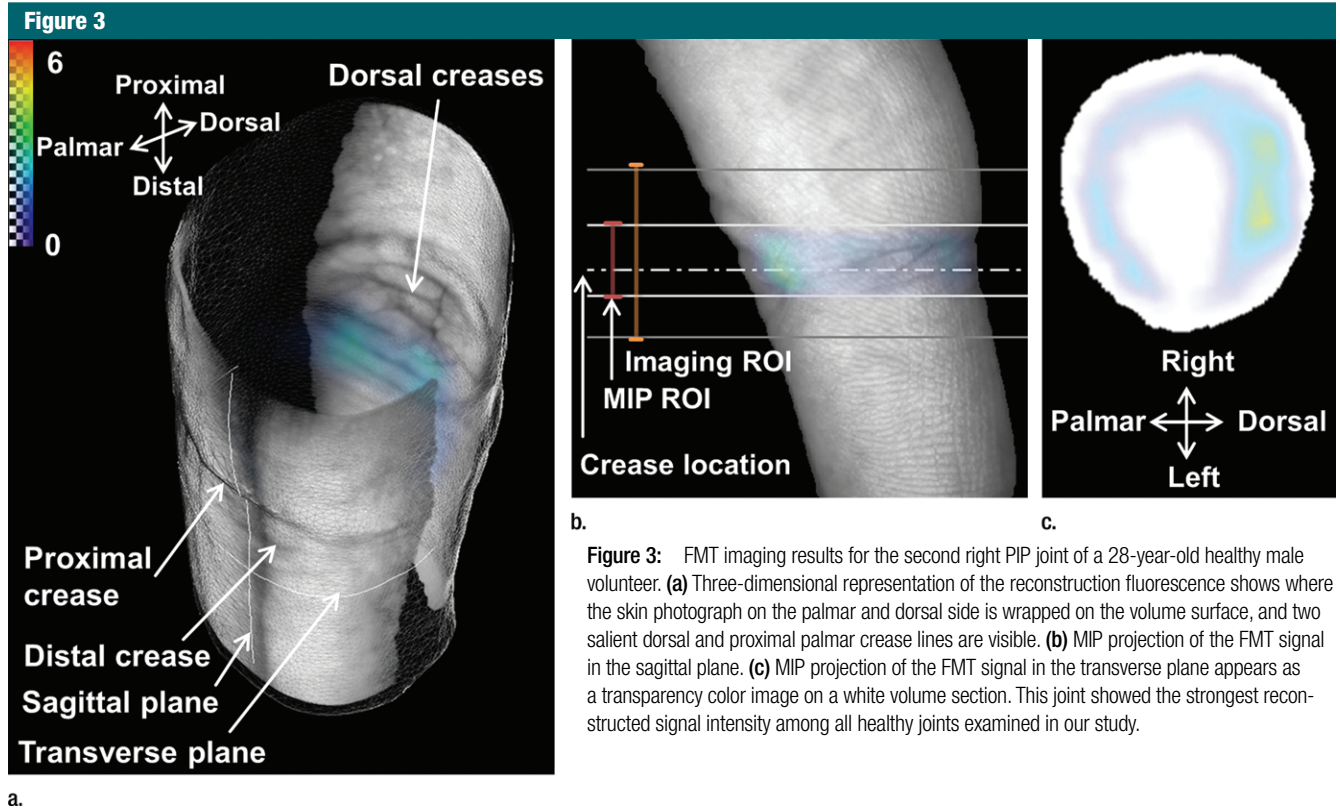 Figure 3
6
0
Proximal
Dorsal
Palmar
Distal
Dorsal creases
Proximal
crease
Distal crease
Sagittal plane
Transverse plane
a.
Imaging ROI
MIP ROI
Crease location
b.
Right
Palmar
Dorsal
Left
c.
Figure 3: FMT imaging results for the second right PIP joint of a 28-year-old healthy male
volunteer. (a) Three-dimensional representation of the reconstruction fluorescence shows where
the skin photograph on the palmar and dorsal side is wrapped on the volume surface, and two
salient dorsal and proximal palmar crease lines are visible. (b) MIP projection of the FMT signal
in the sagittal plane. (c) MIP projection of the FMT signal in the transverse plane appears as
a transparency color image on a white volume section. This joint showed the strongest recon-
structed signal intensity among all healthy joints examined in our study.